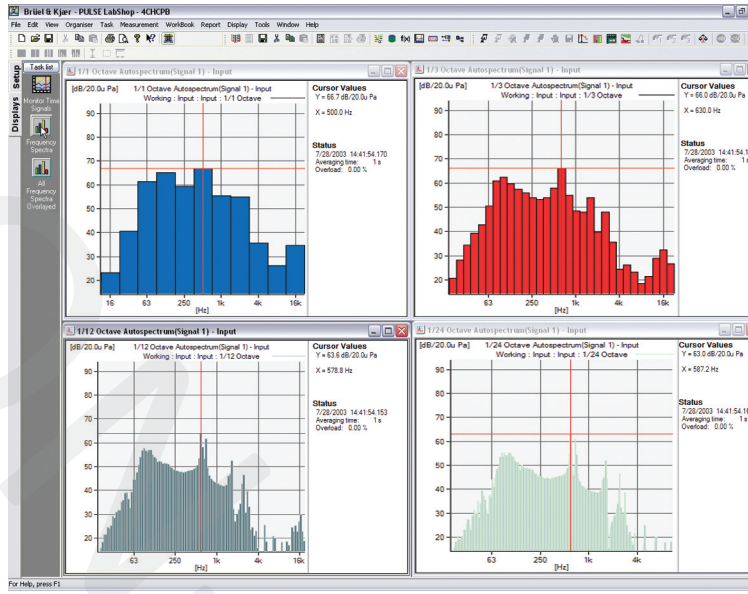 Brüel & Kjær - PULSE LabShop - 4CHCPB
File Edit View Organiser Task Measurement WorkBook Report Display Tools Window Help
Setup
Displays
Task list
Monitor Time
Signals
Frequency
Spectra
All
Frequency
Spectra
Overlayed
1/1 Octave Autospectrum(Signal 1) - Input
[dB/20.0u Pa] 1/1 Octave Autospectrum(Signal 1) - Input
Working : Input : Input : 1/1 Octave
90
80
70
60
50
40
30
20
16 63 250 1k 4k 16k
[Hz]
Cursor Values
Y = 66.7 dB/20.0u Pa
X = 500.0 Hz
Status
7/28/2003 14:41:54.170
Averaging time: 1 s
Overload: 0.00 %
1/3 Octave Autospectrum(Signal 1) - Input
[dB/20.0u Pa] 1/3 Octave Autospectrum(Signal 1) - Input
Working : Input : Input : 1/3 Octave
90
80
70
60
50
40
30
20
63 250 1k 4k 16k
[Hz]
Cursor Values
Y = 66.0 dB/20.0u Pa
X = 630.0 Hz
Status
7/28/2003 14:41:54.1
Averaging time: 1 s
Overload: 0.00 %
1/12 Octave Autospectrum(Signal 1) - Input
[dB/20.0u Pa] 1/12 Octave Autospectrum(Signal 1) - Input
Working : Input : Input : 1/12 Octave
90
80
70
60
50
40
30
20
63 250 1k 4k 16k
[Hz]
Cursor Values
Y = 63.6 dB/20.0u Pa
X = 578.8 Hz
Status
7/28/2003 14:41:54.153
Averaging time: 1 s
Overload: 0.00 %
1/24 Octave Autospectrum(Signal 1) - Input
[dB/20.0u Pa] 1/24 Octave Autospectrum(Signal 1) - Input
Working : Input : Input : 1/24 Octave
90
80
70
60
50
40
30
20
63 250 1k 4k 16k
[Hz]
Cursor Values
Y = 63.0 dB/20.0u Pa
X = 587.2 Hz
Status
7/28/2003 14:41:54.16
Averaging time: 1 s
Overload: 0.00 %
For Help, press F1